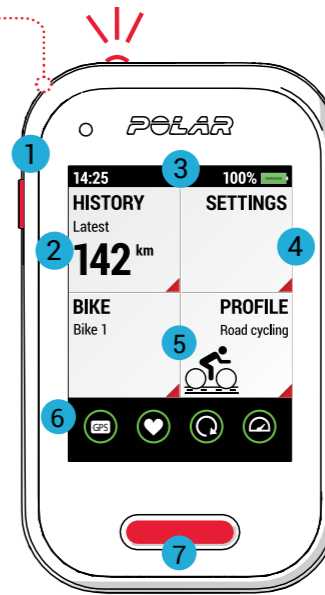 POLAR
1
3
14:25 100%
HISTORY SETTINGS
Latest
2 142 km 4
BIKE PROFILE
Bike 1 Road cycling
5
6 GPS
7